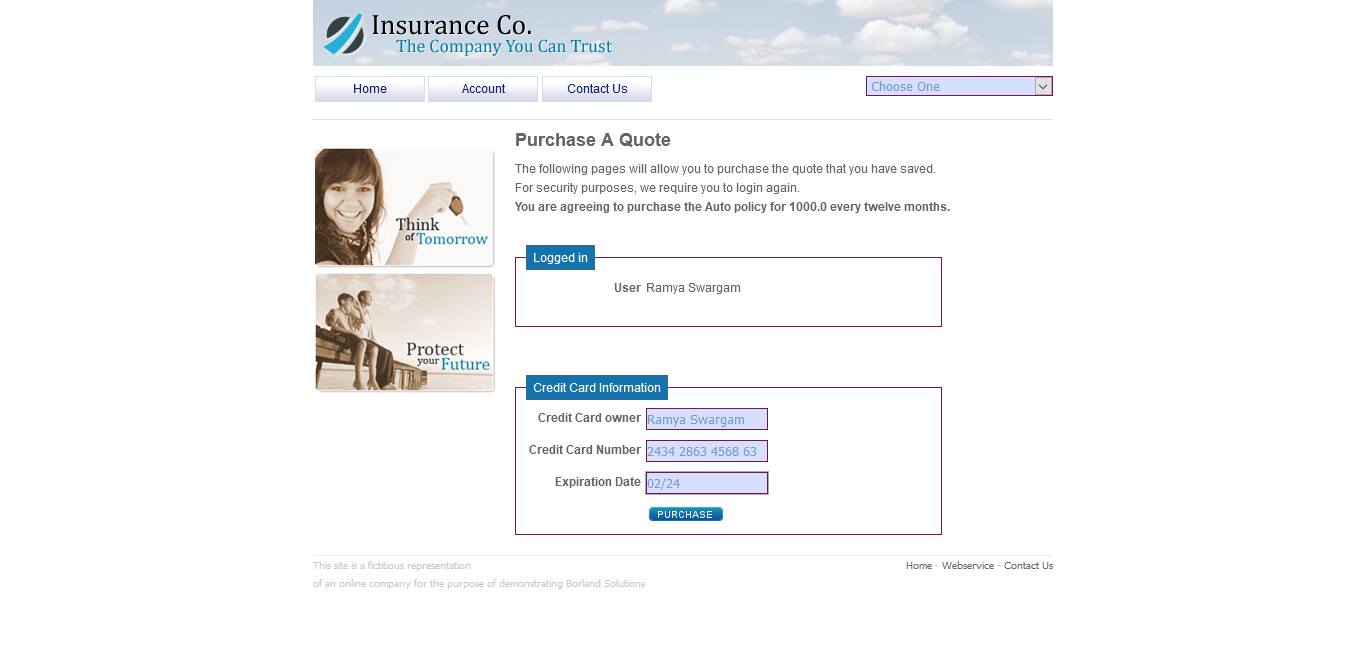 Insurance Co.
The Company You Can Trust
Home
Account
Contact Us
Choose One
Think
of Tomorrow
Protect
your Future
Purchase A Quote
The following pages will allow you to purchase the quote that you have saved.
For security purposes, we require you to login again.
You are agreeing to purchase the Auto policy for 1000.0 every twelve months.
Logged in
User Ramya Swargam
Credit Card Information
Credit Card owner Ramya Swargam
Credit Card Number 2434 2863 4568 63
Expiration Date 02/24
PURCHASE
This site is a fictitious representation
of an online company for the purpose of demonstrating Borland Solutions
Home - Webservice - Contact Us